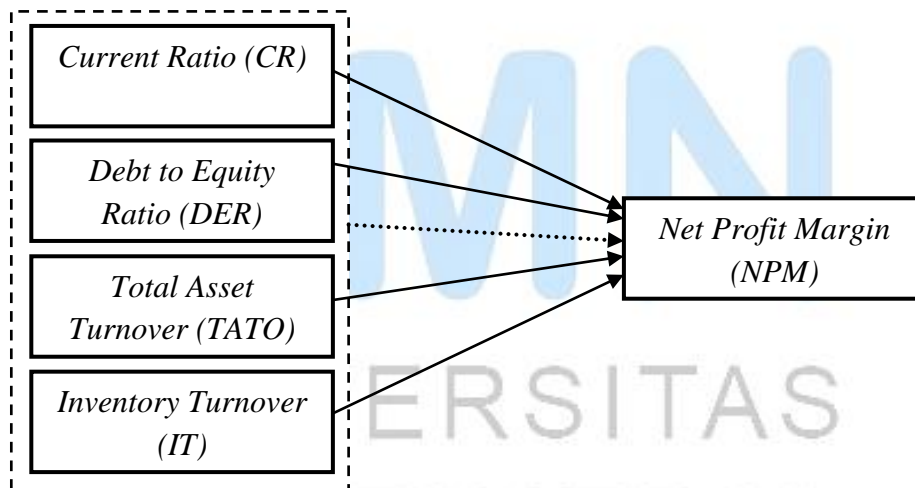 Current Ratio (CR)
Debt to Equity
Ratio (DER)
Total Asset
Turnover (TATO)
Inventory Turnover
(IT)
Net Profit Margin
(NPM)
MN
ERSITAS